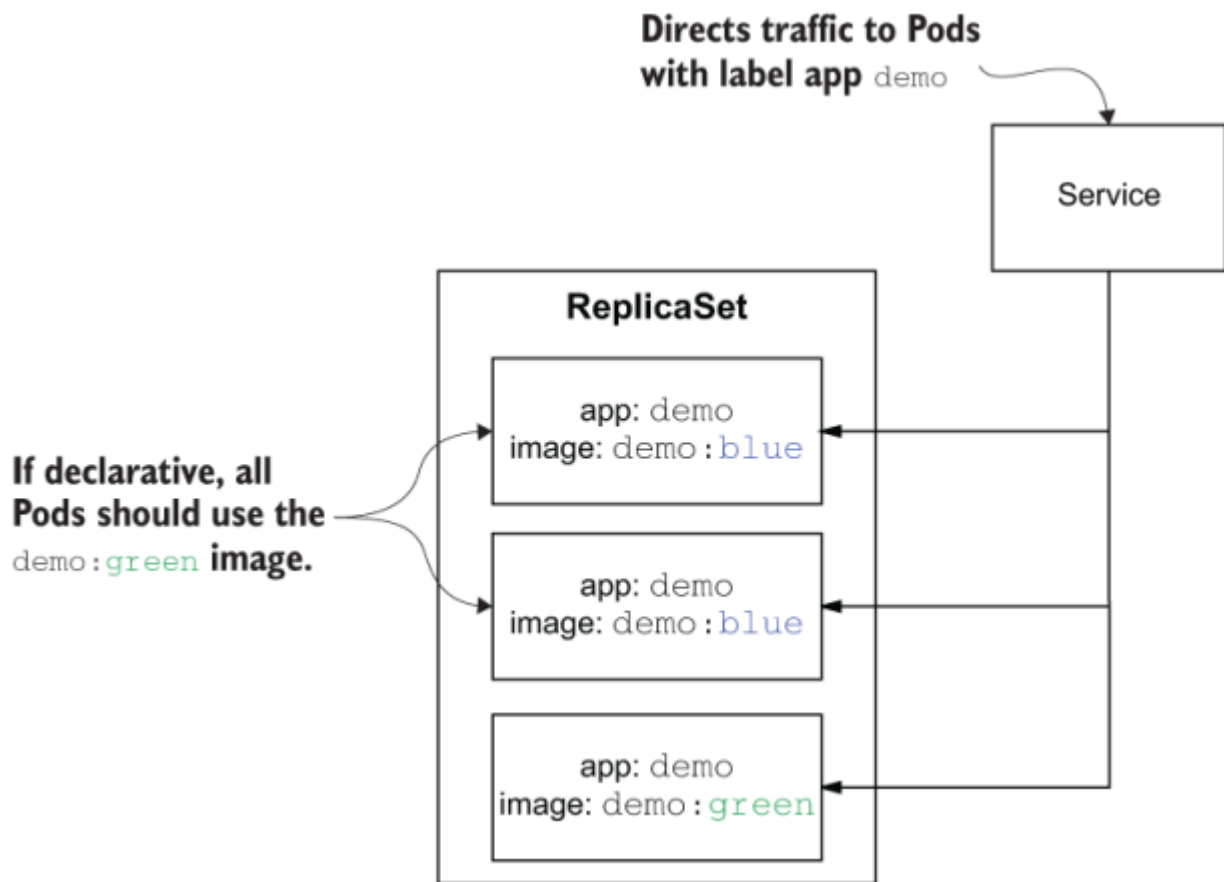 Directs traffic to Pods
with label app demo
Service
ReplicaSet
app: demo
image: demo:blue
If declarative, all
Pods should use the
demo:green image.
app: demo
image: demo:blue
app: demo
image: demo:green